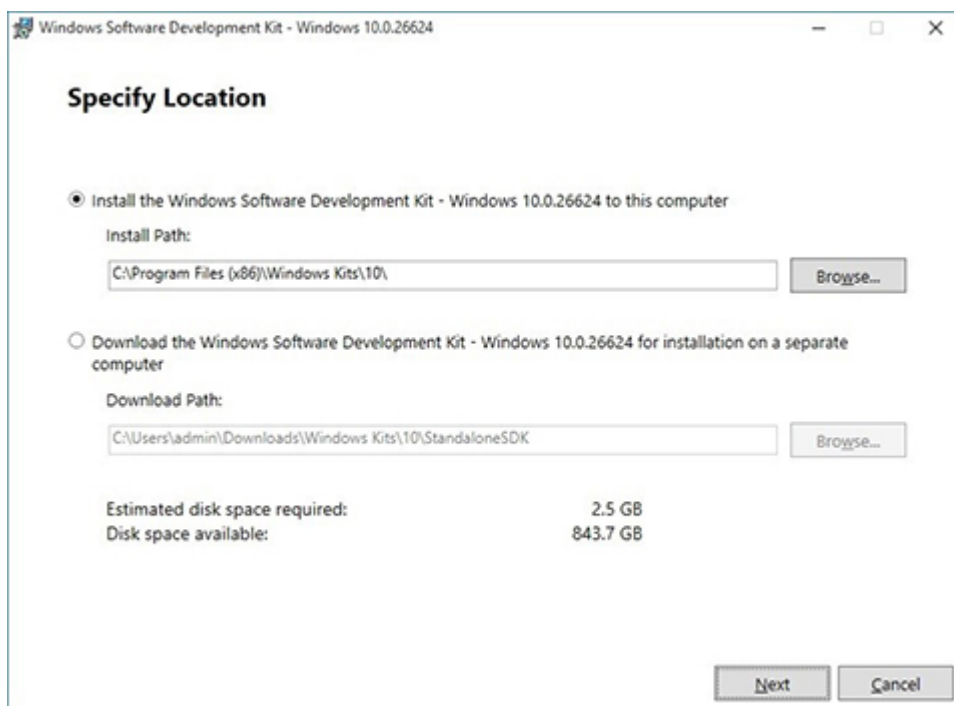 Windows Software Development Kit - Windows 10.0.26624
Specify Location
Install the Windows Software Development Kit - Windows 10.0.26624 to this computer
Install Path:
C:\Program Files (x86)\Windows Kits\10\
Browse...
Download the Windows Software Development Kit - Windows 10.0.26624 for installation on a separate
computer
Download Path:
C:\Users\admin\Downloads\Windows Kits\10\StandaloneSDK
Browse...
Estimated disk space required: 2.5 GB
Disk space available: 843.7 GB
Next Cancel